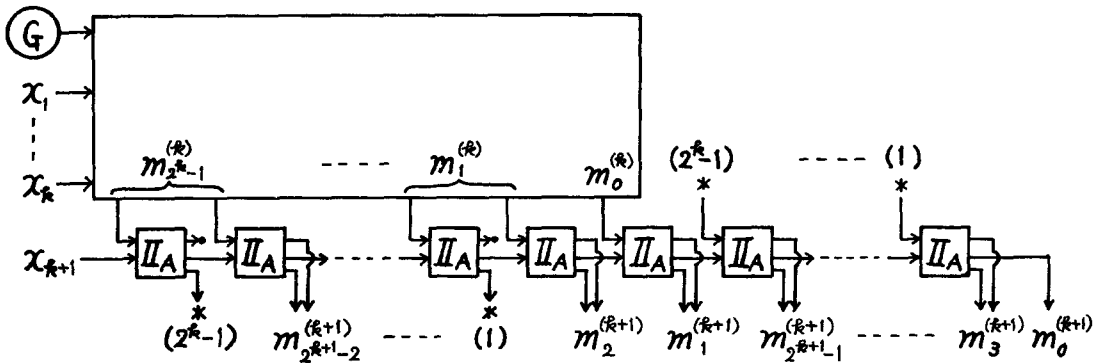 G
x₁
m^{(k)}_{2^k-1} ----- m^{(k)}_1 m^{(k)}_0 (2^k-1) ----- (1)
x_k * *
x_{k+1} II_A II_A II_A II_A II_A II_A II_A
* *
(2^k-1) m^{(k+1)}_{2^{k+1}-2} ----- (1) m^{(k+1)}_2 m^{(k+1)}_1 m^{(k+1)}_{2^{k+1}-1} ----- m^{(k+1)}_3 m^{(k+1)}_0